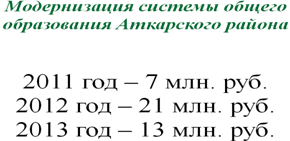 Модернизация системы общего
образования Аткарского района
2011 год – 7 млн. руб.
2012 год – 21 млн. руб.
2013 год – 13 млн. руб.